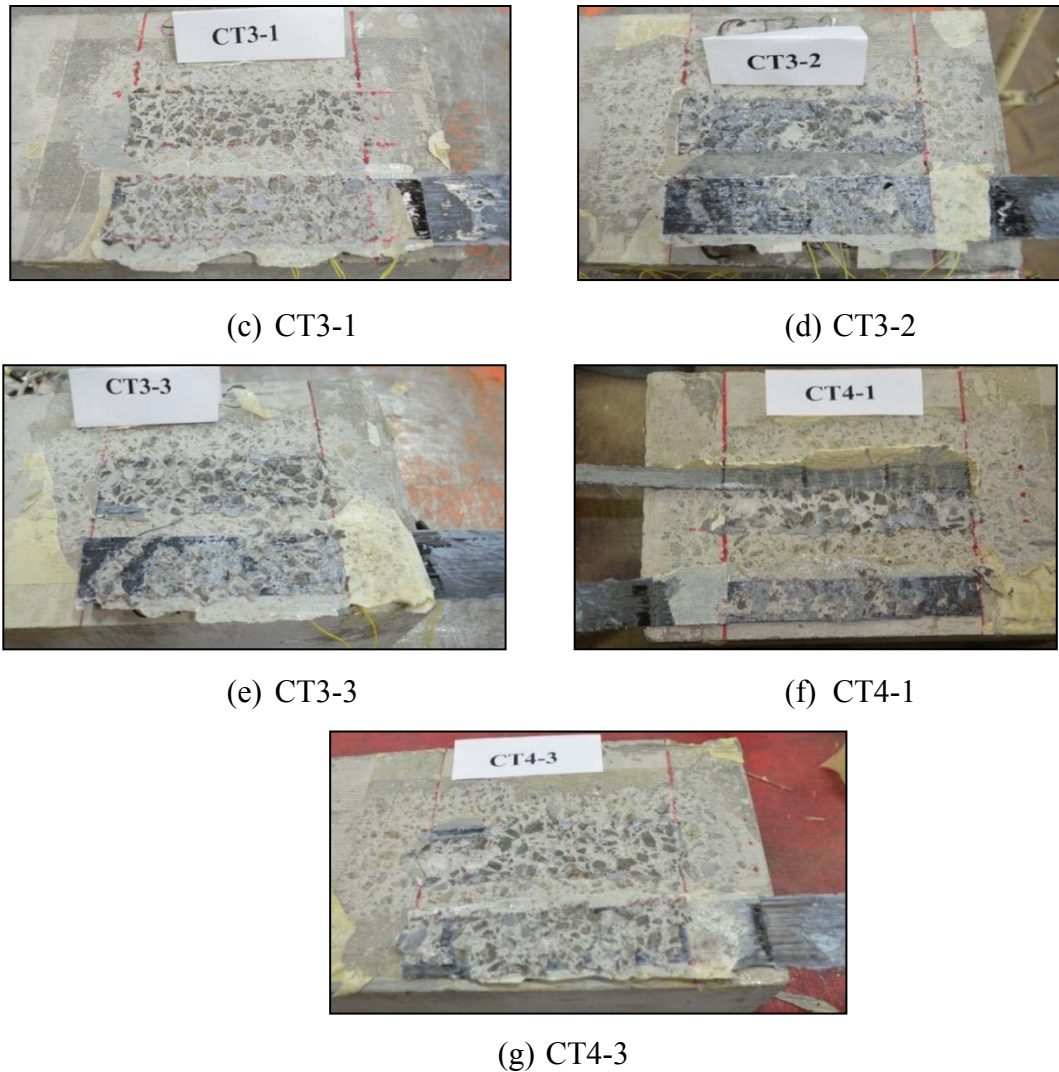 CT3-1
CT3-2
(c) CT3-1
(d) CT3-2
CT3-3
CT4-1
(e) CT3-3
(f) CT4-1
CT4-3
(g) CT4-3